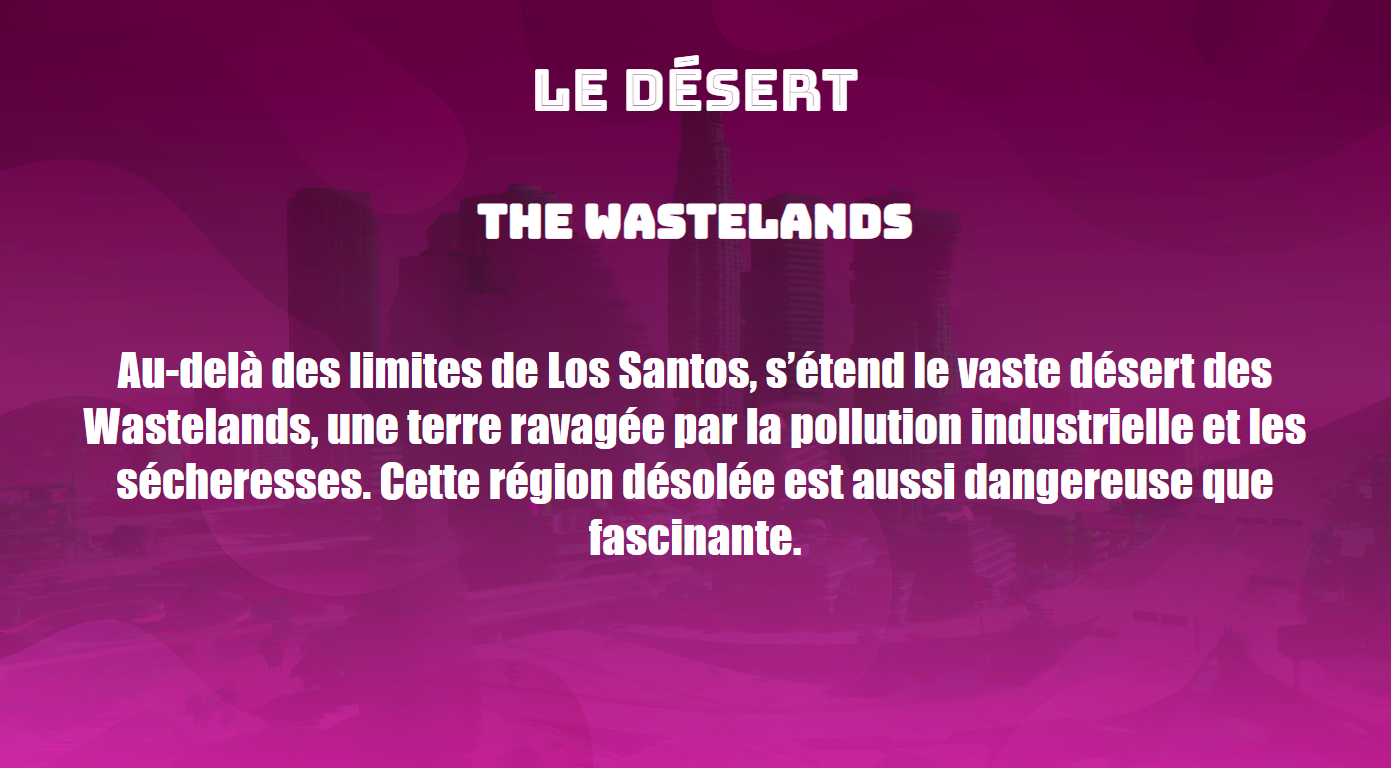 LE DÉSERT
THE WASTELANDS
Au-delà des limites de Los Santos, s’étend le vaste désert des
Wastelands, une terre ravagée par la pollution industrielle et les
sécheresses. Cette région désolée est aussi dangereuse que
fascinante.